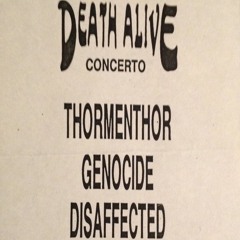 DEATH ALIVE
CONCERTO
THORMENTHOR
GENOCIDE
DISAFFECTED